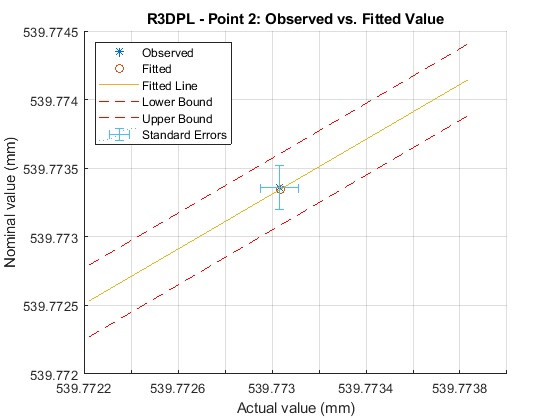 R3DPL - Point 2: Observed vs. Fitted Value
539.7745
539.774
539.7735
539.773
539.7725
539.772
Nominal value (mm)
Observed
Fitted
Fitted Line
Lower Bound
Upper Bound
Standard Errors
539.7722 539.7726 539.773 539.7734 539.7738
Actual value (mm)